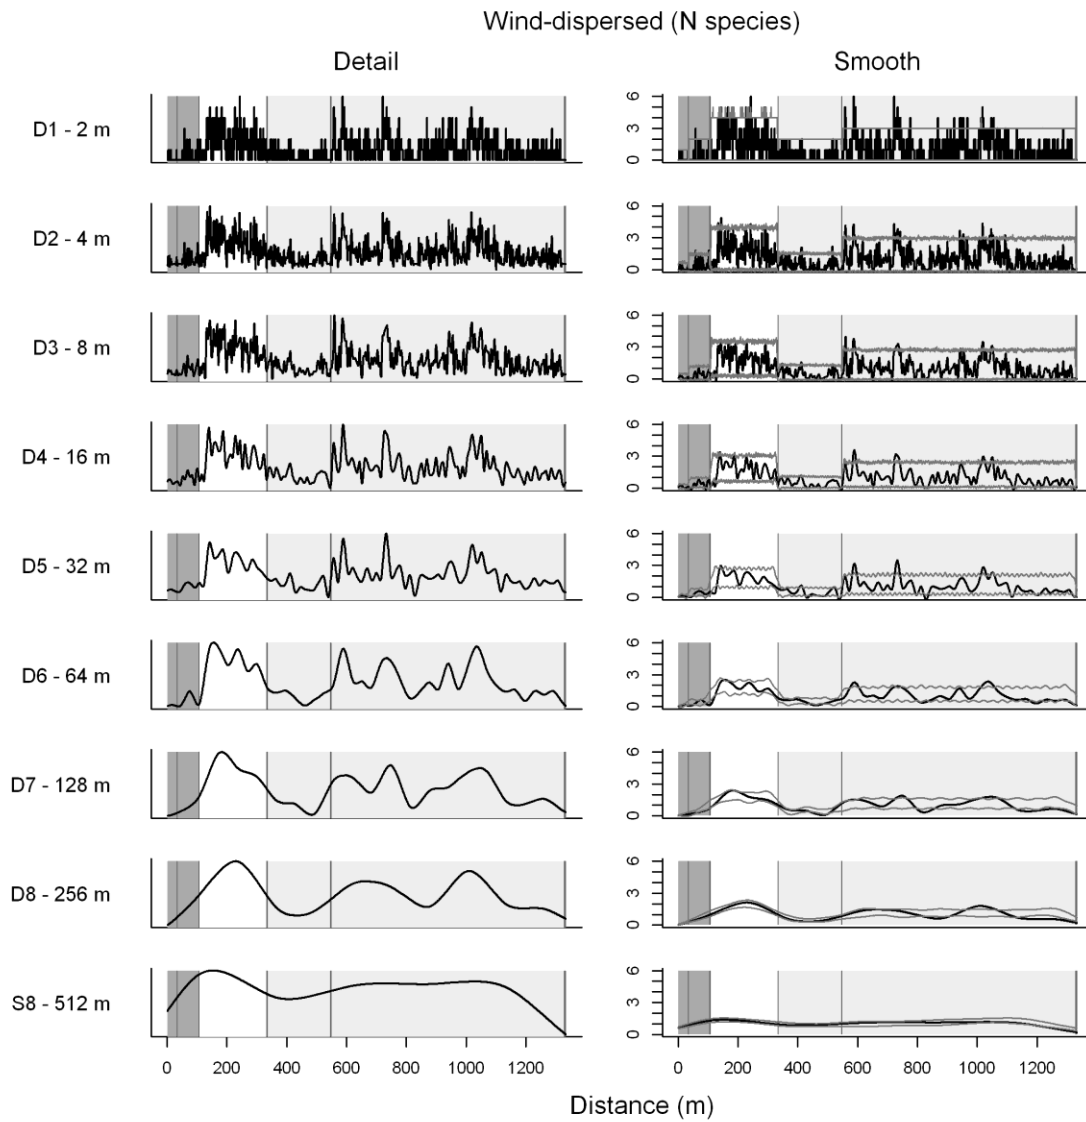 Wind-dispersed (N species)
Detail
Smooth
D1 - 2 m
0 3 6
D2 - 4 m
0 3 6
D3 - 8 m
0 3 6
D4 - 16 m
0 3 6
D5 - 32 m
0 3 6
D6 - 64 m
0 3 6
D7 - 128 m
0 3 6
D8 - 256 m
0 3 6
S8 - 512 m
0 3 6
0 200 400 600 800 1000 1200
0 200 400 600 800 1000 1200
Distance (m)